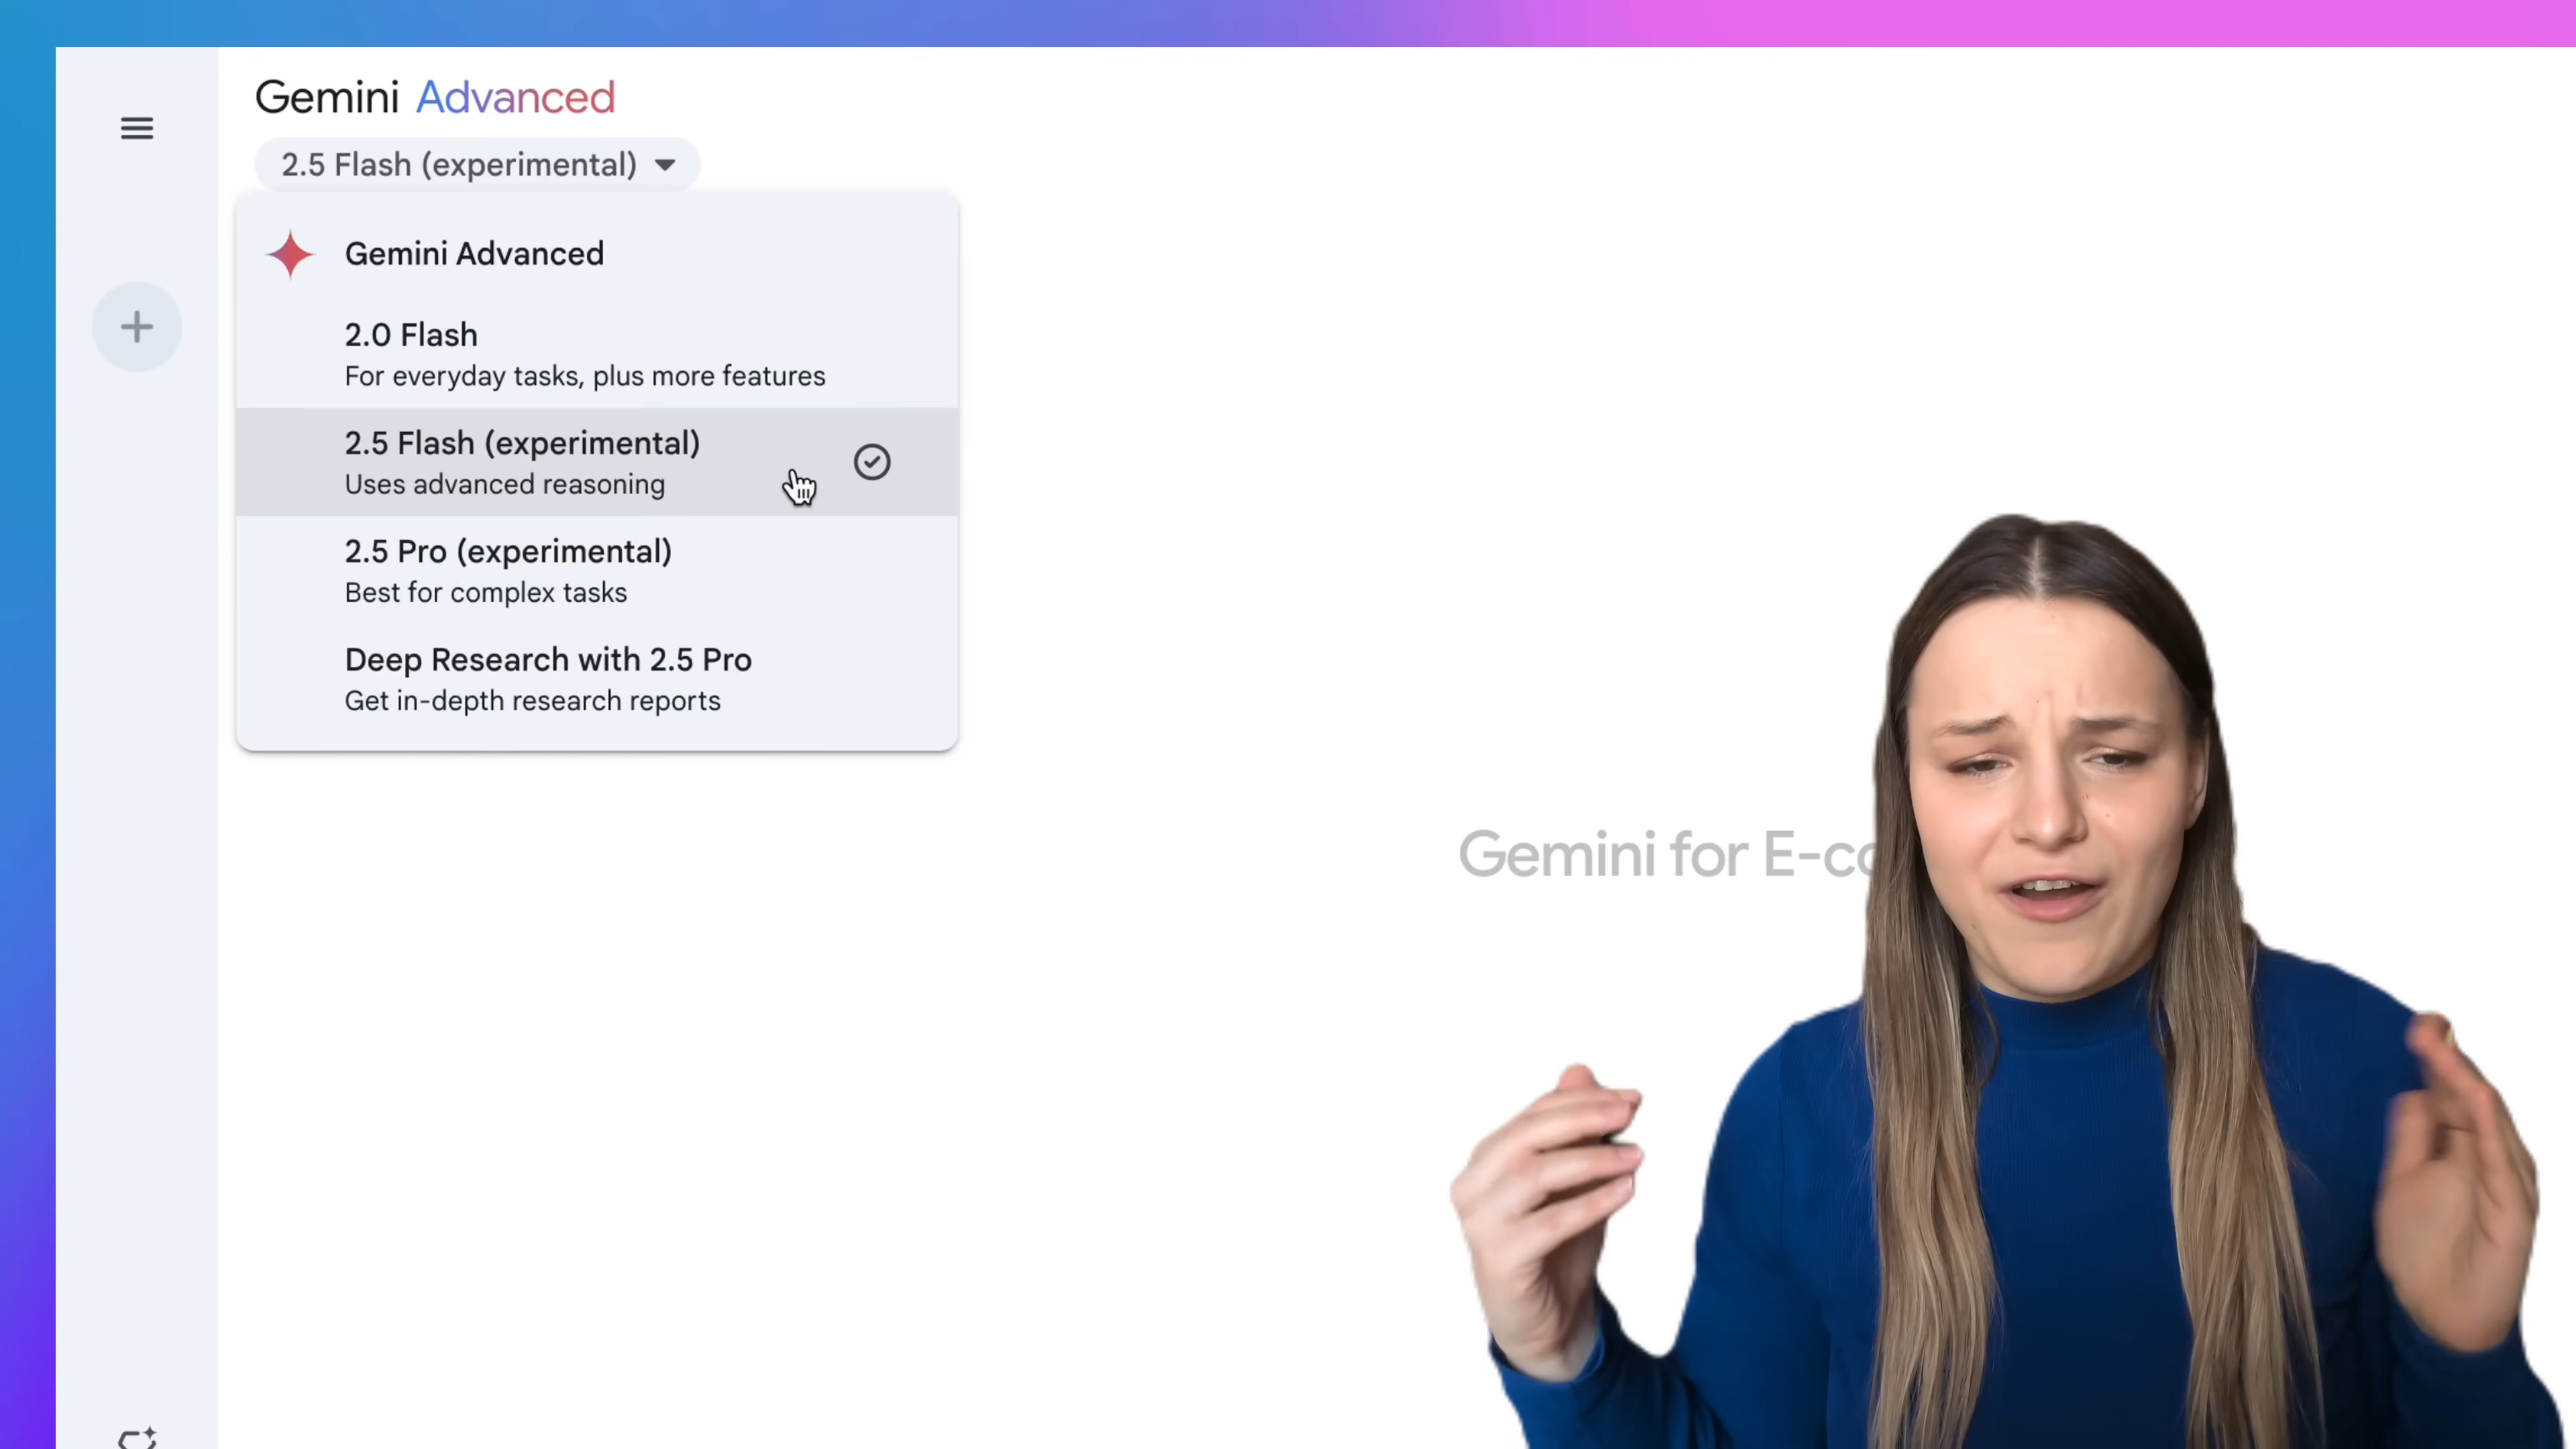 Gemini Advanced
2.5 Flash (experimental)
Gemini Advanced
2.0 Flash
For everyday tasks, plus more features
2.5 Flash (experimental)
Uses advanced reasoning
2.5 Pro (experimental)
Best for complex tasks
Deep Research with 2.5 Pro
Get in-depth research reports
Gemini for E-co